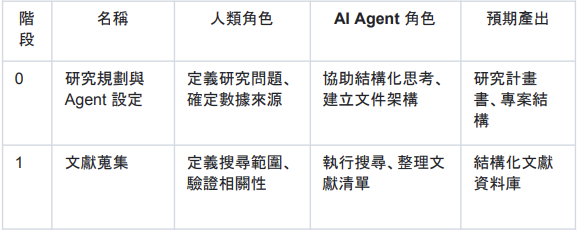 階段 名稱 人類角色 AI Agent 角色 預期產出
0 研究規劃與 Agent 設定 定義研究問題、確定數據來源 協助結構化思考、建立文件架構 研究計畫書、專案結構
1 文獻蒐集 定義搜尋範圍、驗證相關性 執行搜尋、整理文獻清單 結構化文獻資料庫